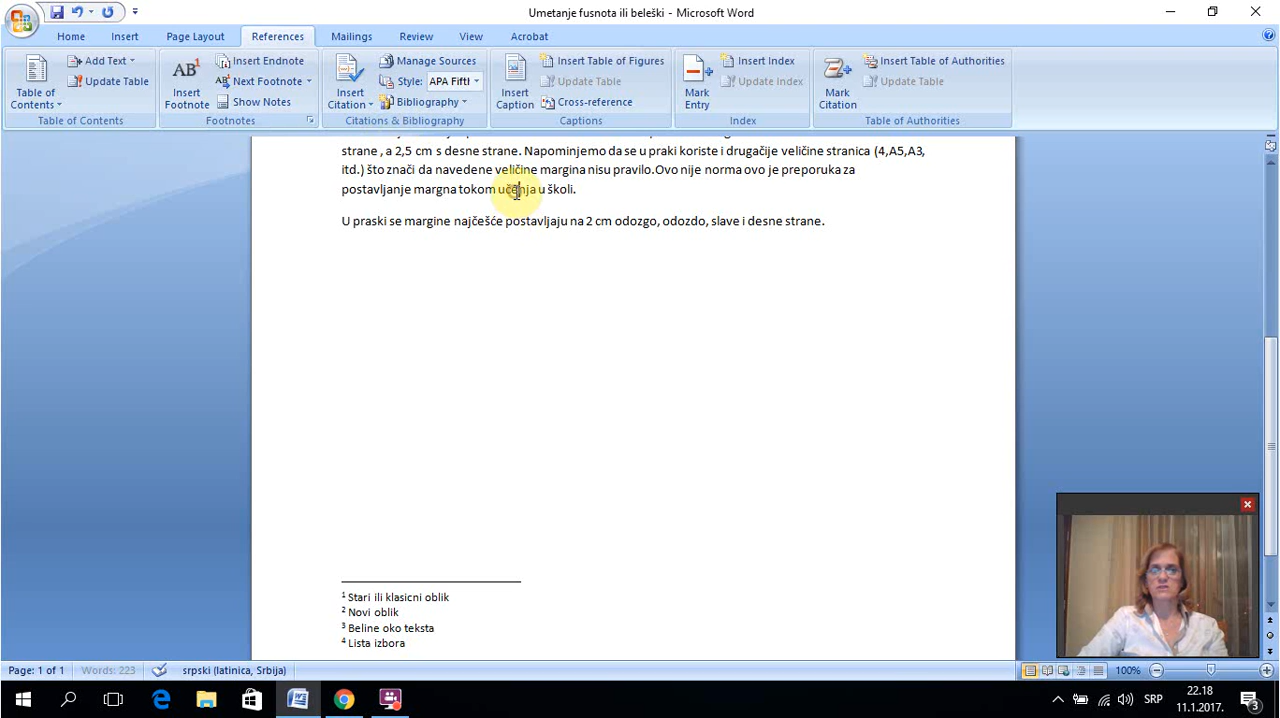 Umetanje fusnota ili beleški - Microsoft Word
Home Insert Page Layout References Mailings Review View Acrobat
Table of Contents
Add Text
Update Table
Table of Contents
AB1
Insert Footnote
Insert Endnote
Next Footnote
Show Notes
Footnotes
Insert Citation
Manage Sources
Style: APA Fift
Bibliography
Citations & Bibliography
Insert Caption
Insert Table of Figures
Update Table
Cross-reference
Captions
Mark Entry
Insert Index
Update Index
Index
Mark Citation
Insert Table of Authorities
Update Table
Table of Authorities
strane , a 2,5 cm s desne strane. Napominjemo da se u praki koriste i drugačije veličine stranica (4,A5,A3,
itd.) što znači da navedene veličine margina nisu pravilo.Ovo nije norma ovo je preporuka za
postavljanje margna tokom učenja u školi.
U praski se margine najčešće postavljaju na 2 cm odozgo, odozdo, slave i desne strane.
1 Stari ili klasicni oblik
2 Novi oblik
3 Beline oko teksta
4 Lista izbora
Page: 1 of 1 Words: 223 srpski (latinica, Srbija) 100%
SRP
22.18
11.1.2017.
3